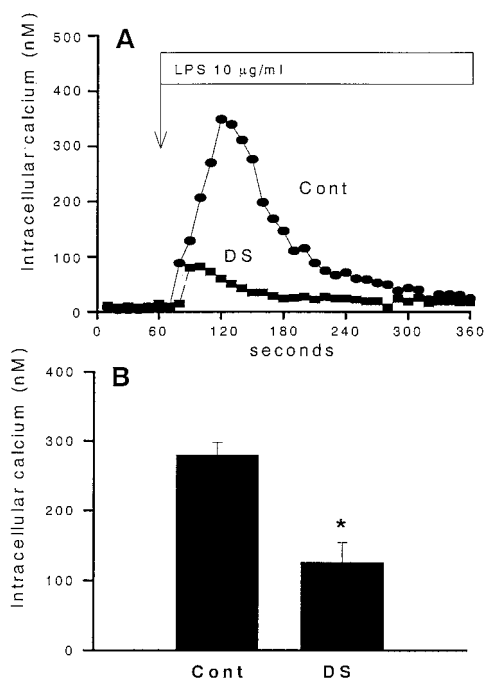 A
Intracellular calcium (nM)
500
400
300
200
100
0
LPS 10 µg/ml
Cont
DS
0 60 120 180 240 300 360
seconds
B
Intracellular calcium (nM)
400
300
200
100
0
*
Cont DS